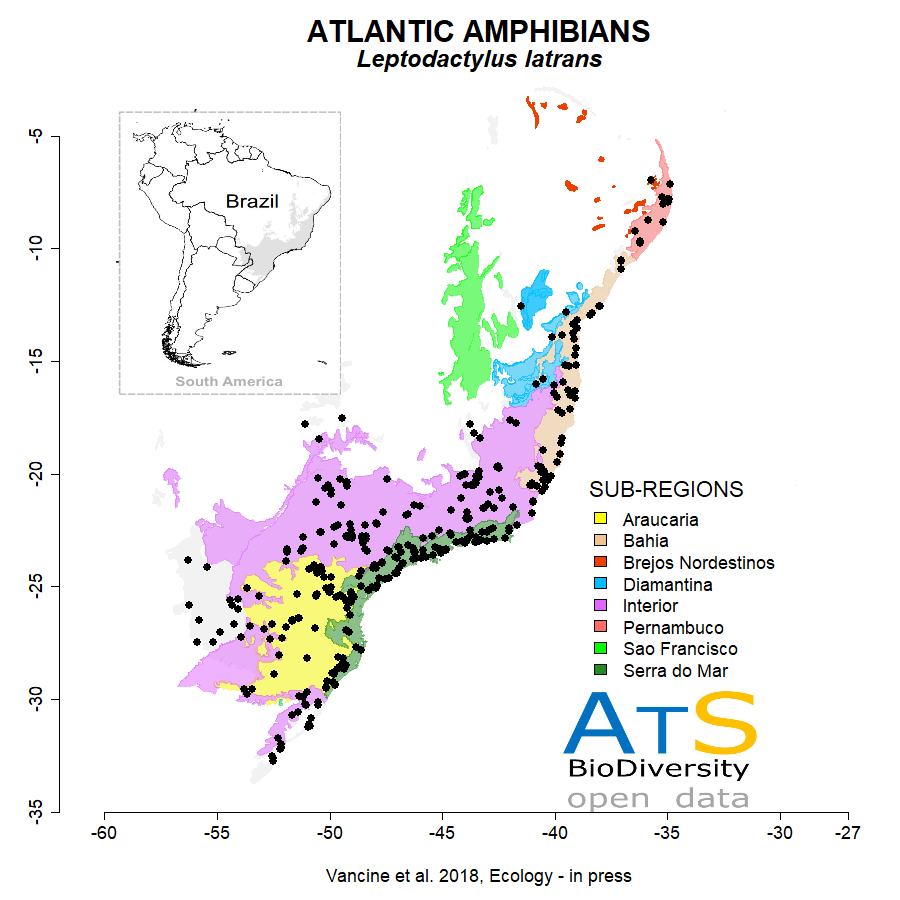 ATLANTIC AMPHIBIANS
Leptodactylus latrans
-5
-10
-15
-20
-25
-30
-35
Brazil
South America
SUB-REGIONS
Araucaria
Bahia
Brejos Nordestinos
Diamantina
Interior
Pernambuco
Sao Francisco
Serra do Mar
ATS
BioDiversity
open data
-60 -55 -50 -45 -40 -35 -30 -27
Vancine et al. 2018, Ecology - in press